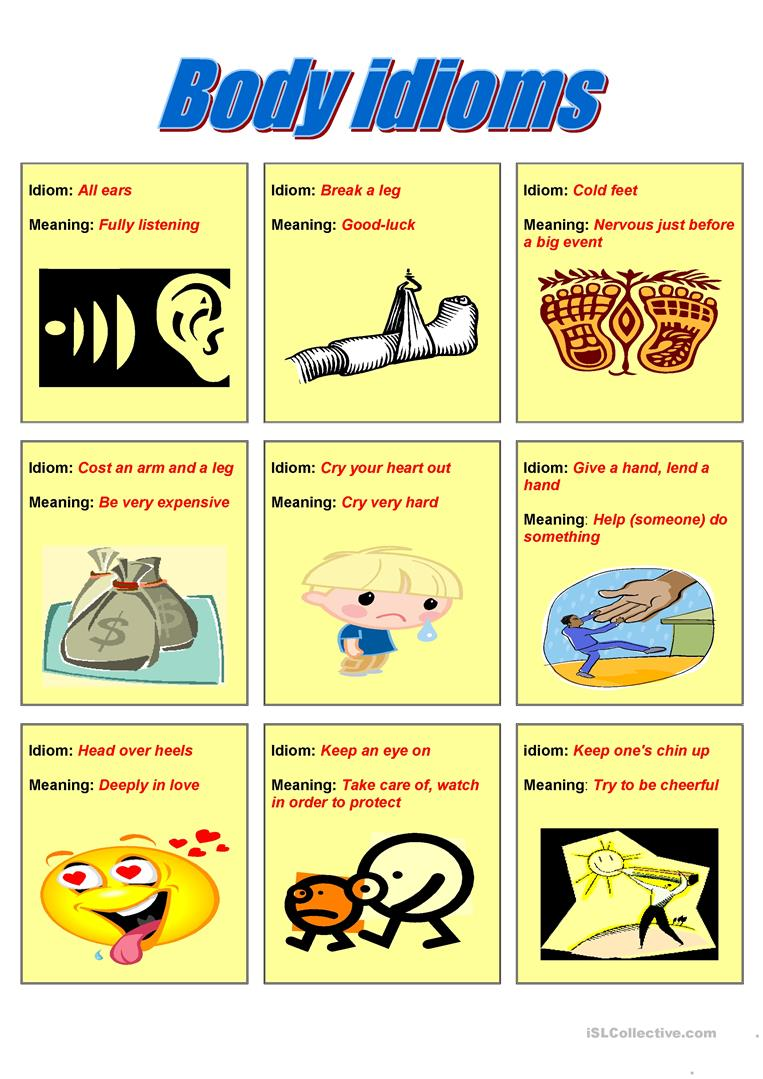 Body idioms
Idiom: All ears
Meaning: Fully listening
Idiom: Break a leg
Meaning: Good-luck
Idiom: Cold feet
Meaning: Nervous just before
a big event
Idiom: Cost an arm and a leg
Meaning: Be very expensive
Idiom: Cry your heart out
Meaning: Cry very hard
Idiom: Give a hand, lend a
hand
Meaning: Help (someone) do
something
Idiom: Head over heels
Meaning: Deeply in love
Idiom: Keep an eye on
Meaning: Take care of, watch
in order to protect
idiom: Keep one's chin up
Meaning: Try to be cheerful
iSLCollective.com